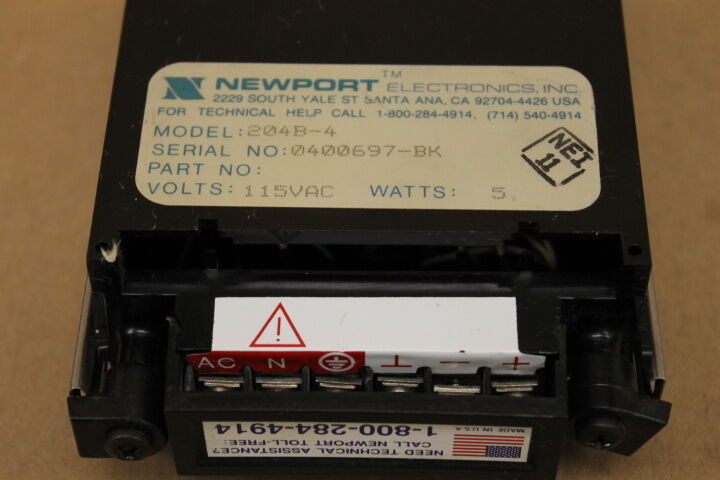 NEWPORT™ ELECTRONICS, INC.
2229 SOUTH YALE ST SANTA ANA, CA 92704-4426 USA
FOR TECHNICAL HELP CALL 1-800-284-4914, (714) 540-4914
MODEL: 204B-4
SERIAL NO: 0400697-BK
PART NO:
VOLTS: 115VAC WATTS: 5.
NEI
11
AC N ⊥ − +
NEED TECHNICAL ASSISTANCE?
CALL NEWPORT TOLL-FREE:
1-800-284-4914
MADE IN U.S.A